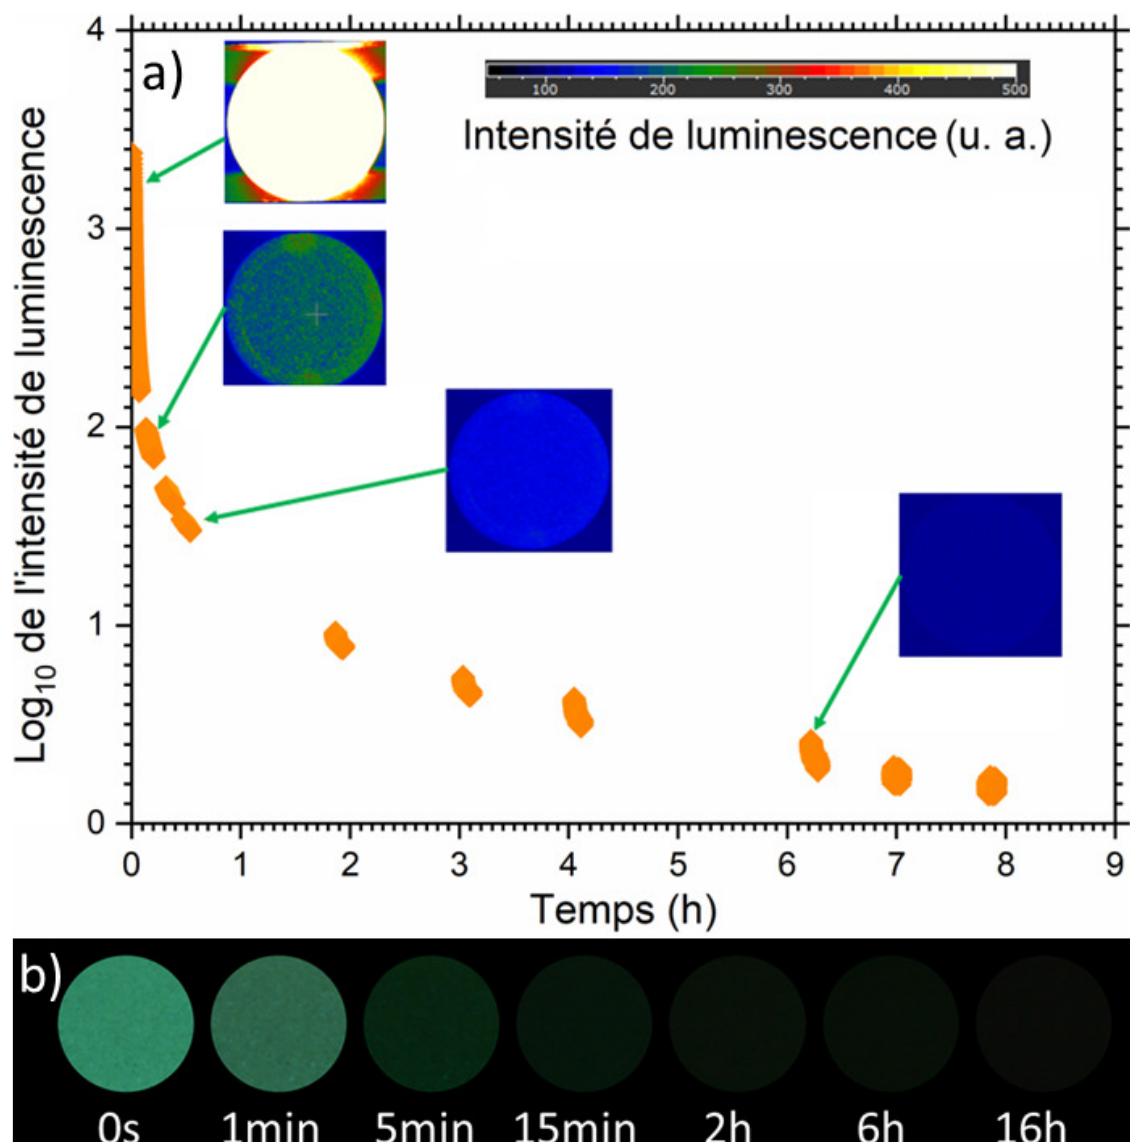 a)
100 200 300 400 500
Intensité de luminescence (u. a.)
Log10 de l'intensité de luminescence
4
3
2
1
0
0 1 2 3 4 5 6 7 8 9
Temps (h)
b)
0s 1min 5min 15min 2h 6h 16h